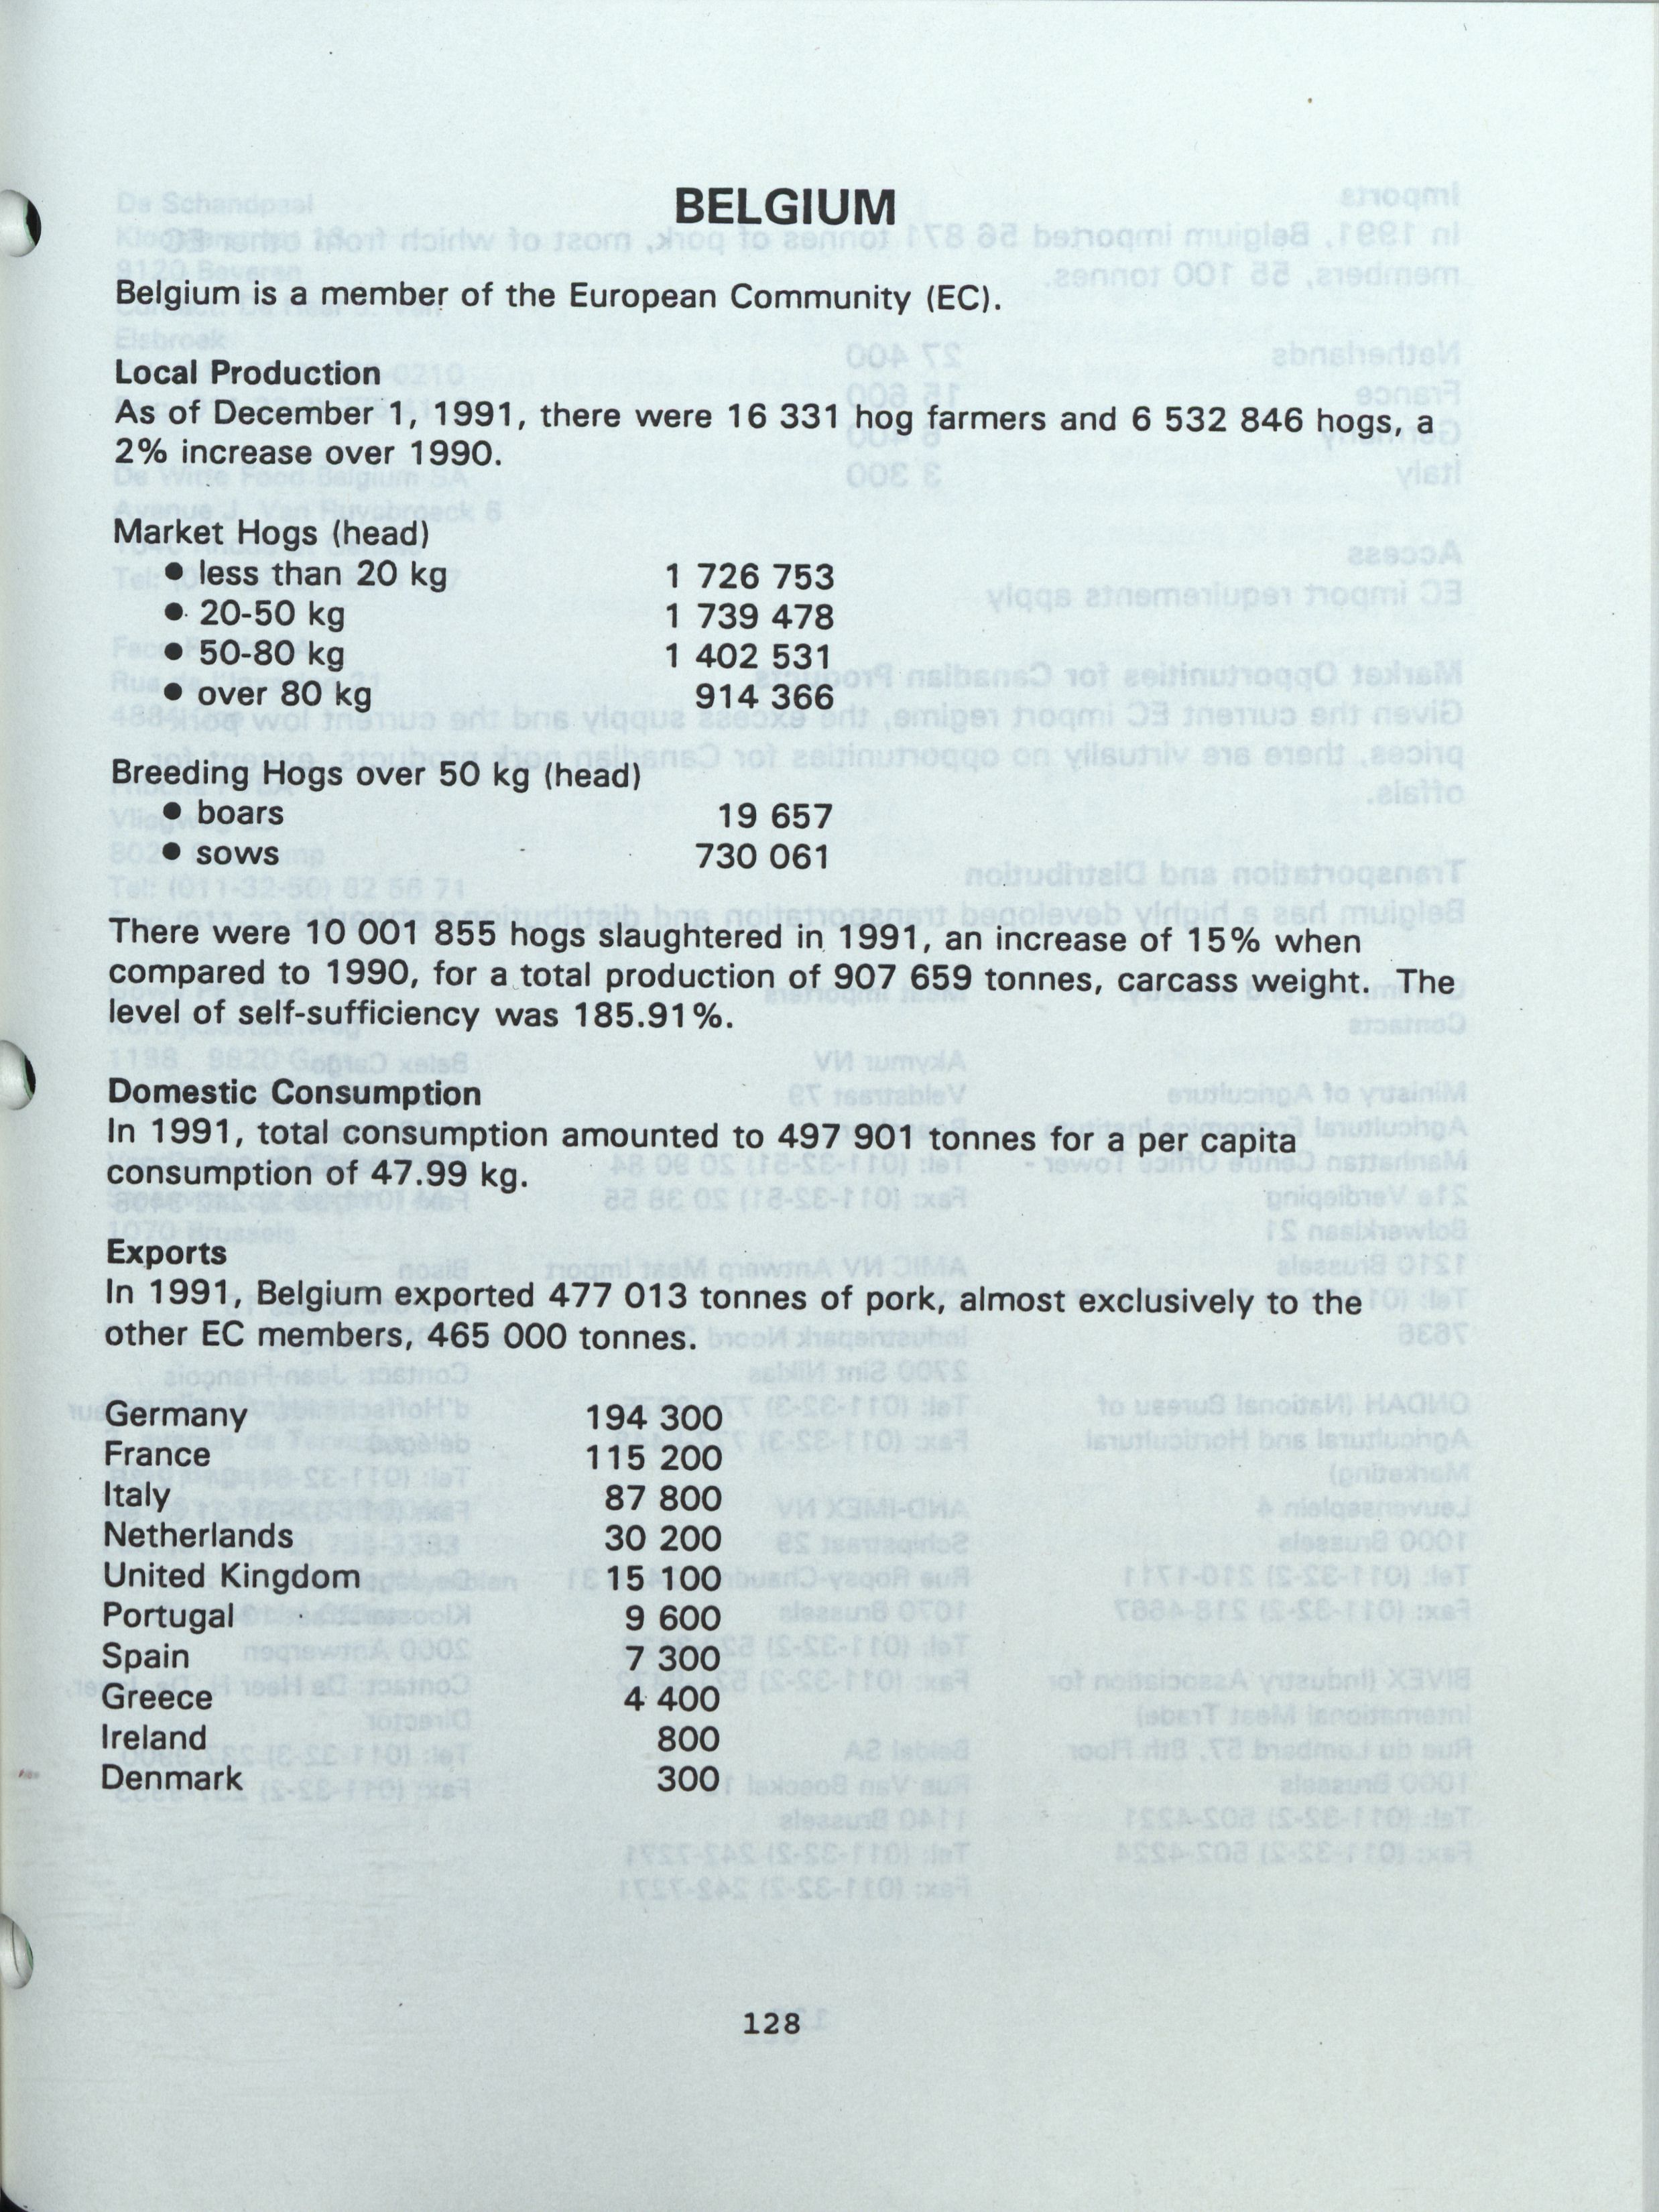 BELGIUM
Belgium is a member of the European Community (EC).
Local Production
As of December 1, 1991, there were 16 331 hog farmers and 6 532 846 hogs, a
2% increase over 1990.
Market Hogs (head)
● less than 20 kg 1 726 753
● 20-50 kg 1 739 478
● 50-80 kg 1 402 531
● over 80 kg 914 366
Breeding Hogs over 50 kg (head)
● boars 19 657
● sows 730 061
There were 10 001 855 hogs slaughtered in 1991, an increase of 15% when
compared to 1990, for a total production of 907 659 tonnes, carcass weight. The
level of self-sufficiency was 185.91%.
Domestic Consumption
In 1991, total consumption amounted to 497 901 tonnes for a per capita
consumption of 47.99 kg.
Exports
In 1991, Belgium exported 477 013 tonnes of pork, almost exclusively to the
other EC members, 465 000 tonnes.
Germany 194 300
France 115 200
Italy 87 800
Netherlands 30 200
United Kingdom 15 100
Portugal 9 600
Spain 7 300
Greece 4 400
Ireland 800
Denmark 300
128